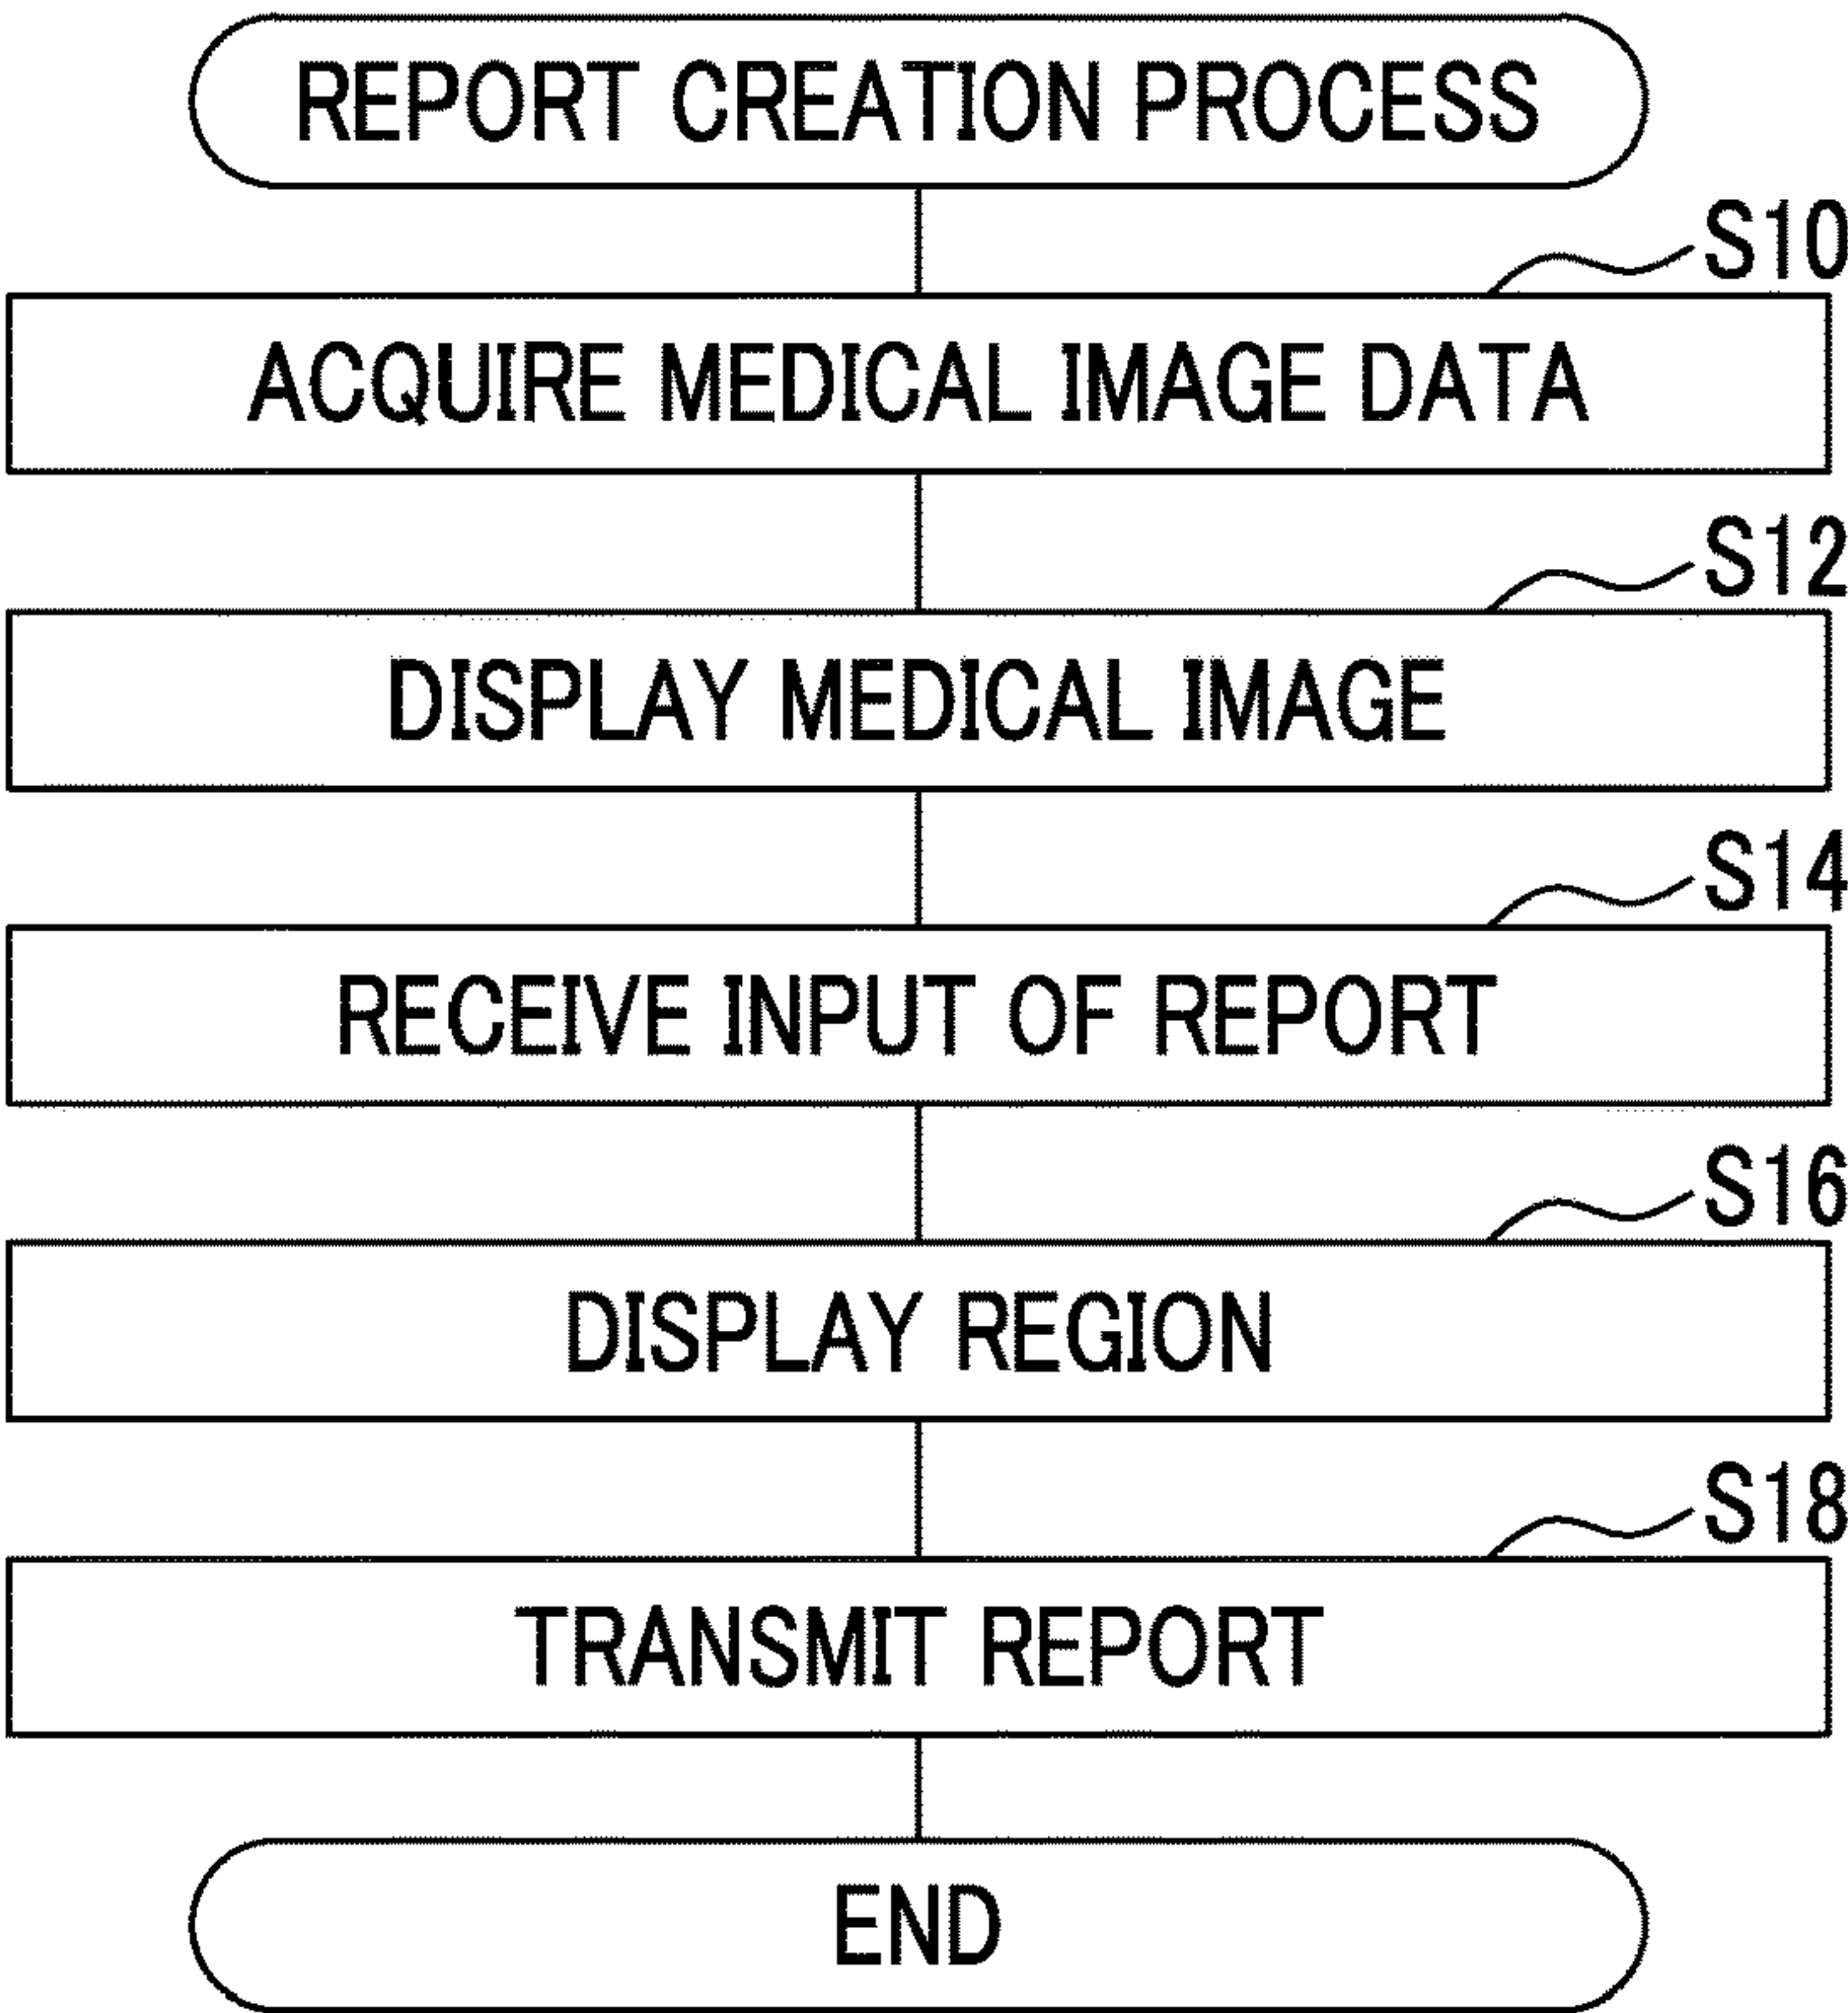 REPORT CREATION PROCESS
S10
ACQUIRE MEDICAL IMAGE DATA
S12
DISPLAY MEDICAL IMAGE
S14
RECEIVE INPUT OF REPORT
S16
DISPLAY REGION
S18
TRANSMIT REPORT
END